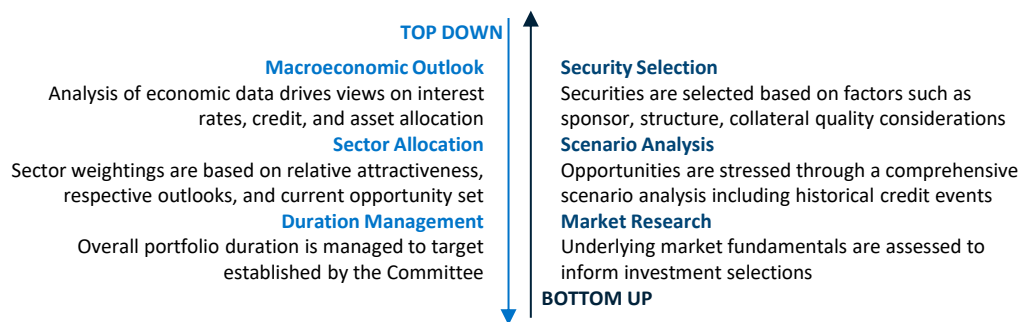 TOP DOWN
Macroeconomic Outlook
Analysis of economic data drives views on interest
rates, credit, and asset allocation
Sector Allocation
Sector weightings are based on relative attractiveness,
respective outlooks, and current opportunity set
Duration Management
Overall portfolio duration is managed to target
established by the Committee
Security Selection
Securities are selected based on factors such as
sponsor, structure, collateral quality considerations
Scenario Analysis
Opportunities are stressed through a comprehensive
scenario analysis including historical credit events
Market Research
Underlying market fundamentals are assessed to
inform investment selections
BOTTOM UP